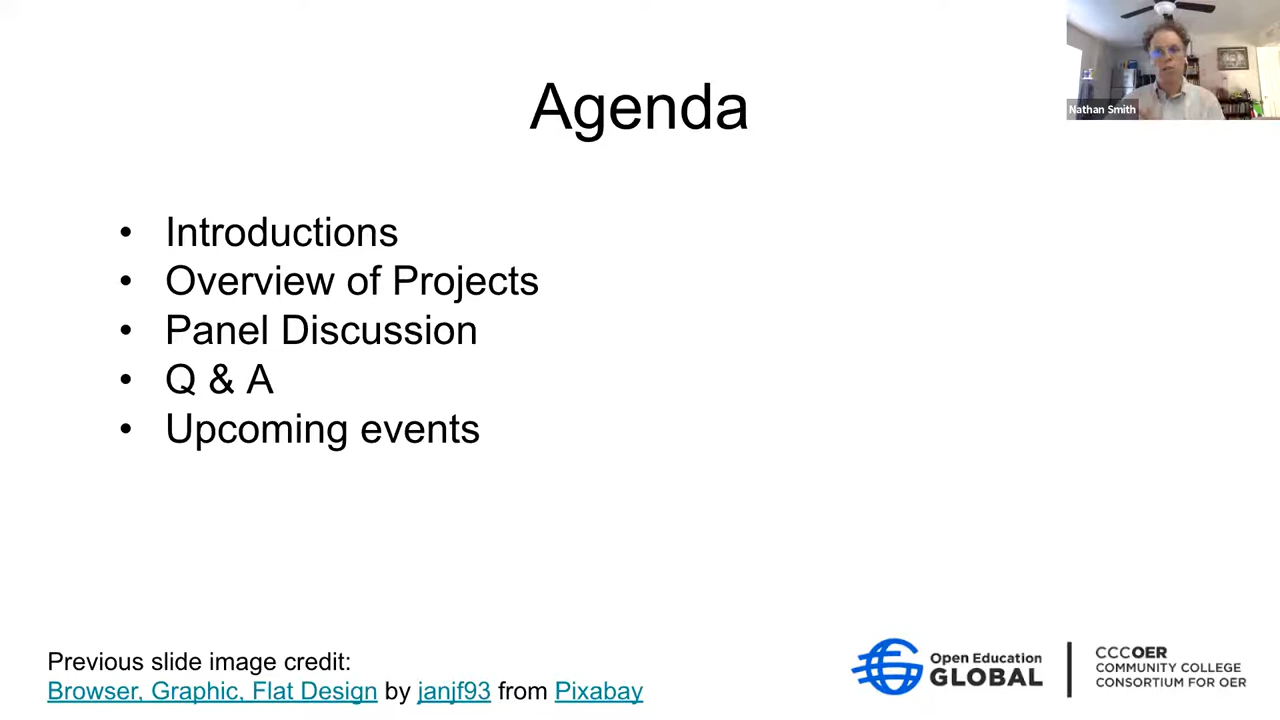 Nathan Smith
Agenda
• Introductions
• Overview of Projects
• Panel Discussion
• Q & A
• Upcoming events
Previous slide image credit:
Browser, Graphic, Flat Design by janjf93 from Pixabay
Open Education
GLOBAL
CCCOER
COMMUNITY COLLEGE
CONSORTIUM FOR OER